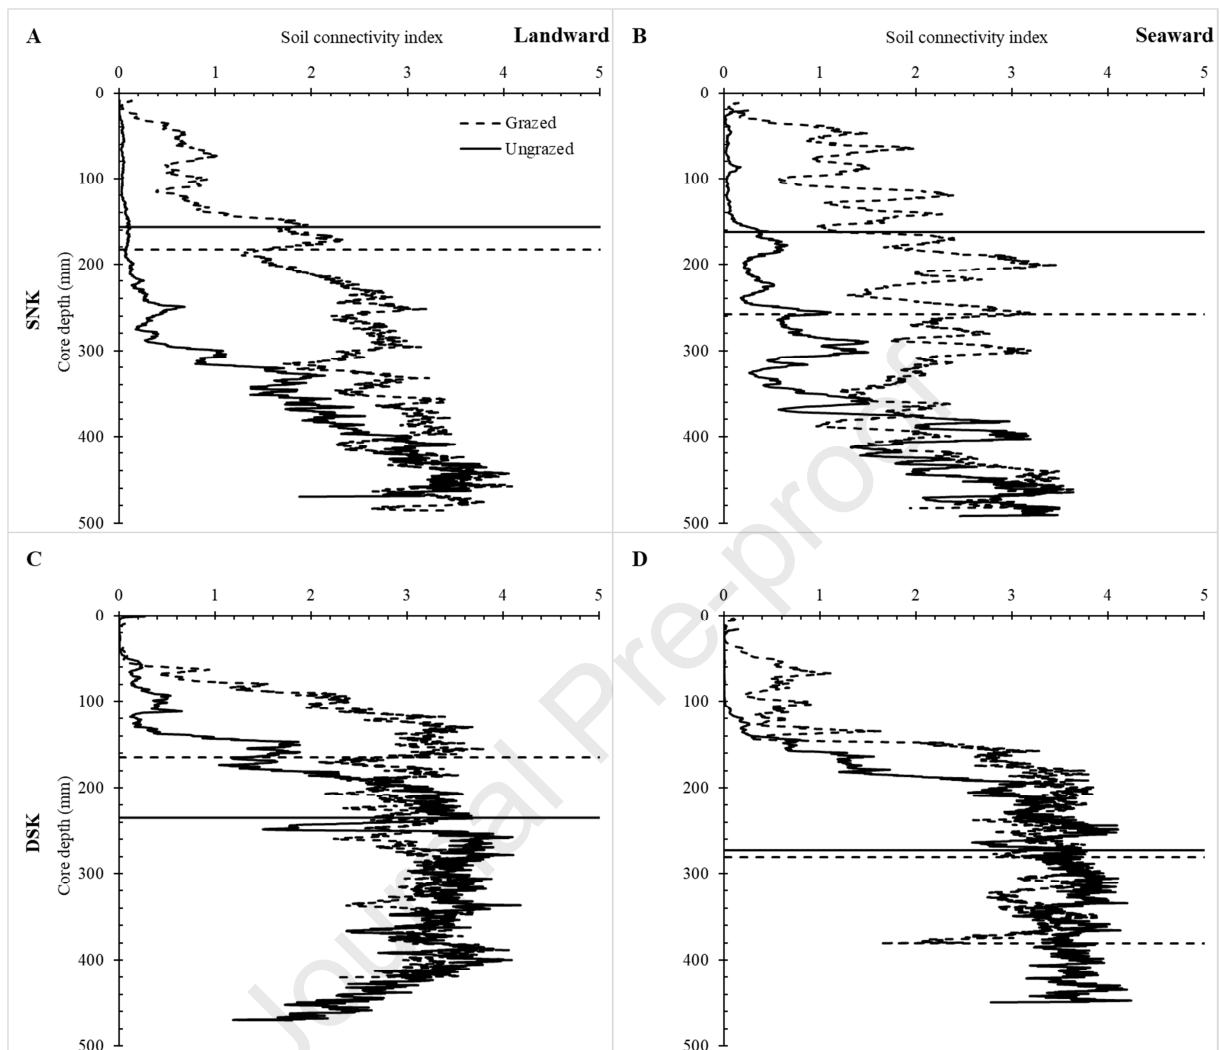 A Soil connectivity index Landward
0 1 2 3 4 5
0
Grazed
Ungrazed
100
200
300
400
500
SNK
Core depth (mm)
B Soil connectivity index Seaward
0 1 2 3 4 5
0
100
200
300
400
500
C
0 1 2 3 4 5
0
100
200
300
400
500
DSK
Core depth (mm)
D
0 1 2 3 4 5
0
100
200
300
400
500
Journal Pre-proof